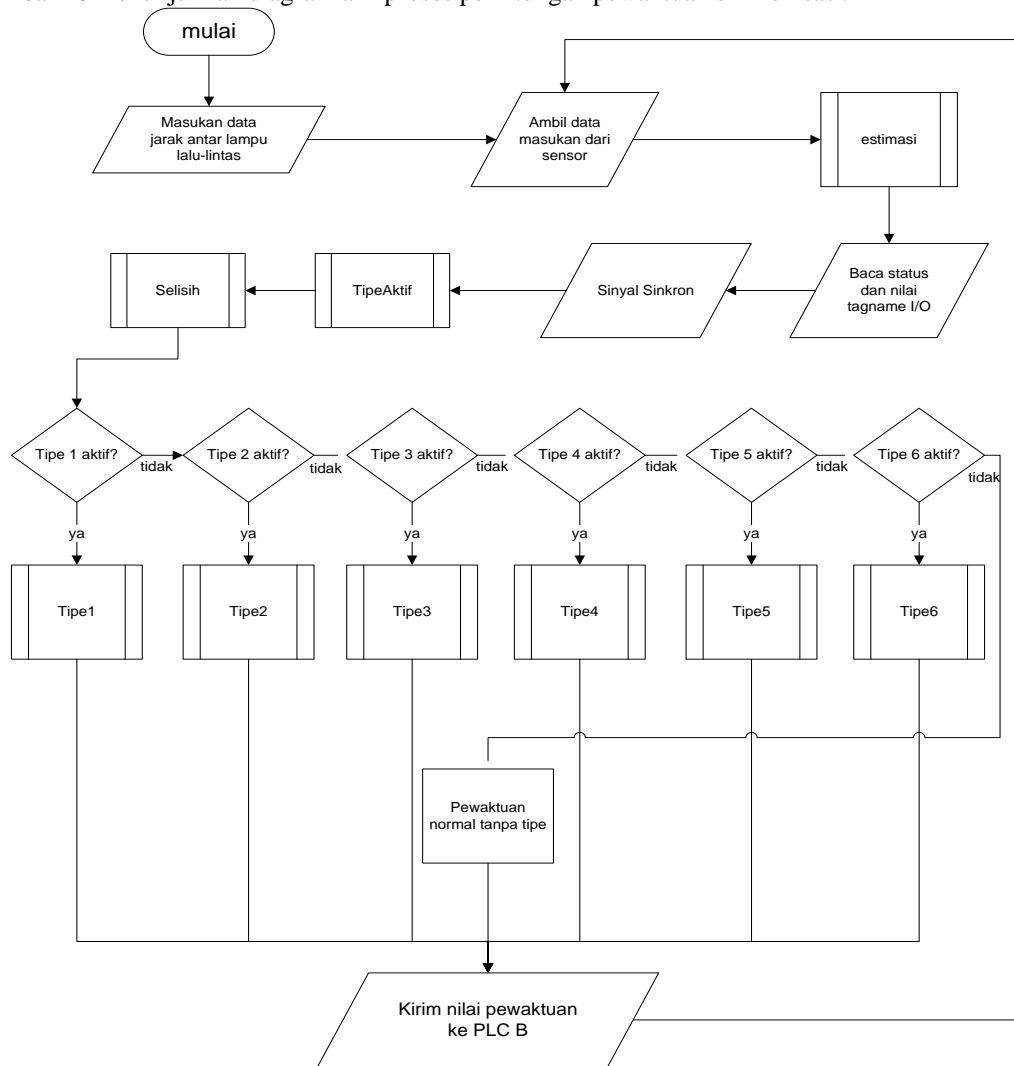 mulai
Masukan data
jarak antar lampu
lalu-lintas
Ambil data
masukan dari
sensor
estimasi
Selisih
TipeAktif
Sinyal Sinkron
Baca status
dan nilai
tagname I/O
Tipe 1 aktif?
tidak
Tipe 2 aktif?
tidak
Tipe 3 aktif?
tidak
Tipe 4 aktif?
tidak
Tipe 5 aktif?
tidak
Tipe 6 aktif?
tidak
ya
ya
ya
ya
ya
ya
Tipe1
Tipe2
Tipe3
Tipe4
Tipe5
Tipe6
Pewaktuan
normal tanpa tipe
Kirim nilai pewaktuan
ke PLC B